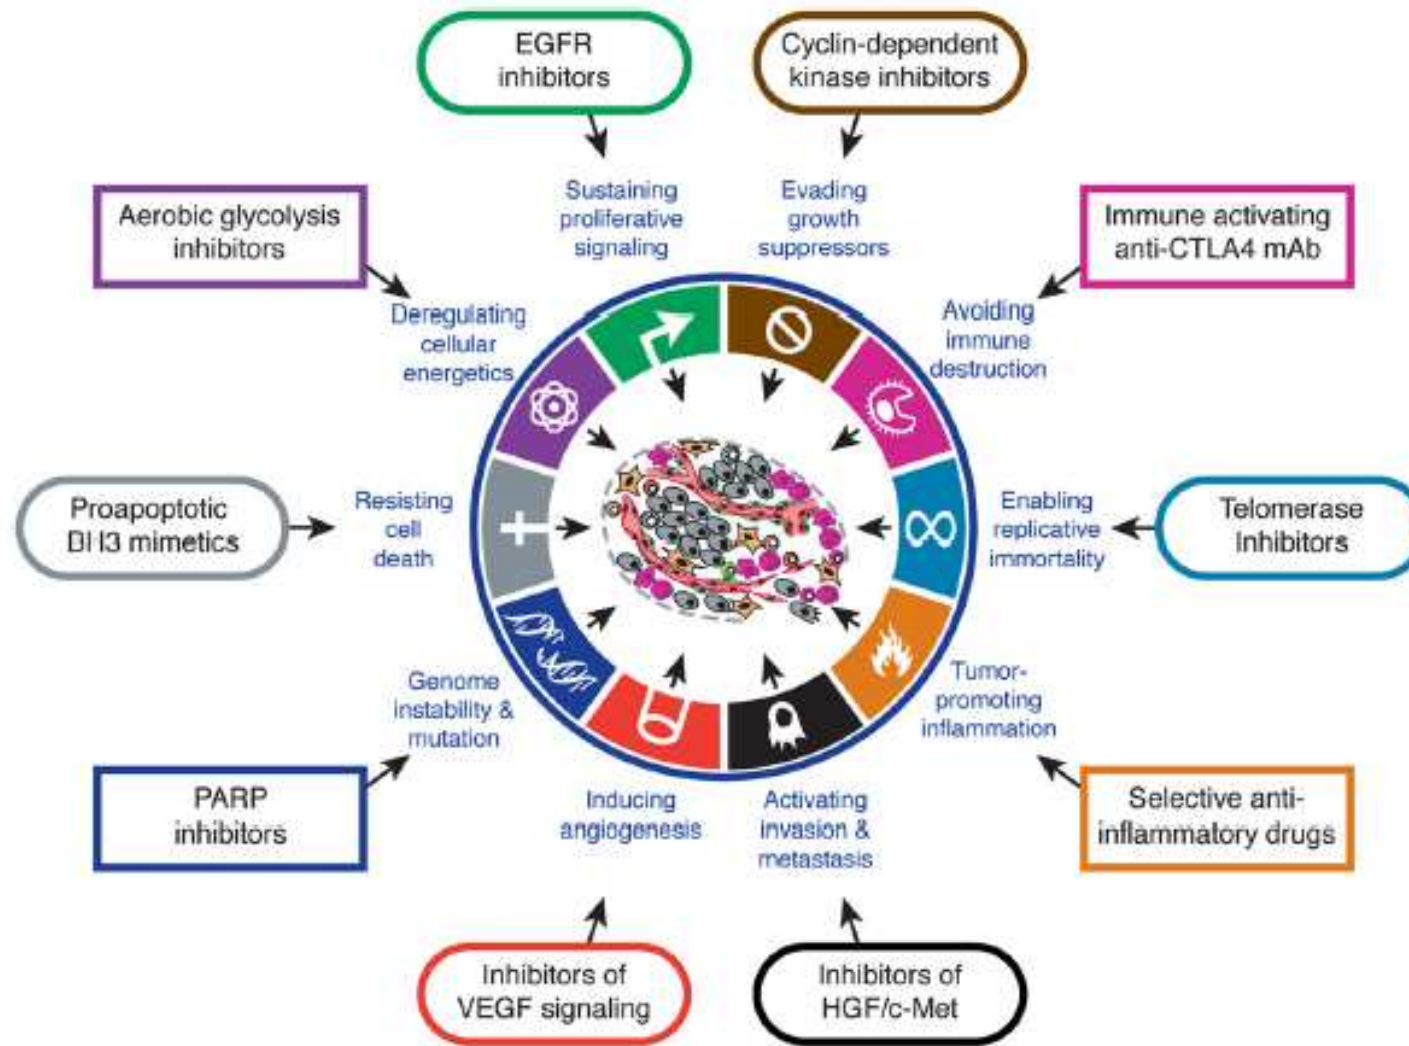 EGFR
inhibitors
Cyclin-dependent
kinase inhibitors
Sustaining
proliferative
signaling
Evading
growth
suppressors
Aerobic glycolysis
inhibitors
Immune activating
anti-CTLA4 mAb
Deregulating
cellular
energetics
Avoiding
immune
destruction
Proapoptotic
BH3 mimetics
Resisting
cell
death
Enabling
replicative
immortality
Telomerase
Inhibitors
Genome
instability &
mutation
Tumor-
promoting
inflammation
PARP
inhibitors
Inducing
angiogenesis
Activating
invasion &
metastasis
Selective anti-
inflammatory drugs
Inhibitors of
VEGF signaling
Inhibitors of
HGF/c-Met